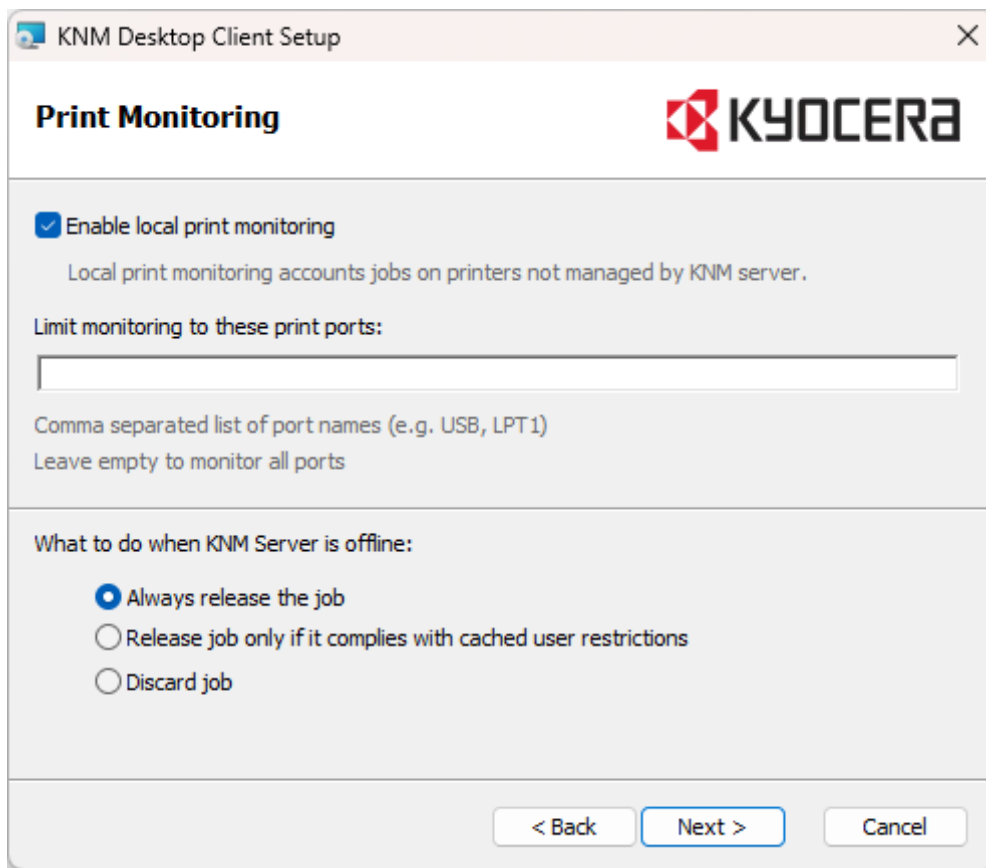 KNM Desktop Client Setup
Print Monitoring
KYOCERa
Enable local print monitoring
Local print monitoring accounts jobs on printers not managed by KNM server.
Limit monitoring to these print ports:
Comma separated list of port names (e.g. USB, LPT1)
Leave empty to monitor all ports
What to do when KNM Server is offline:
Always release the job
Release job only if it complies with cached user restrictions
Discard job
< Back
Next >
Cancel